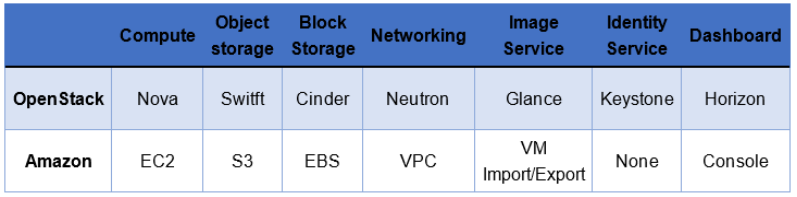 Compute Object storage Block Storage Networking Image Service Identity Service Dashboard
OpenStack Nova Switft Cinder Neutron Glance Keystone Horizon
Amazon EC2 S3 EBS VPC VM Import/Export None Console